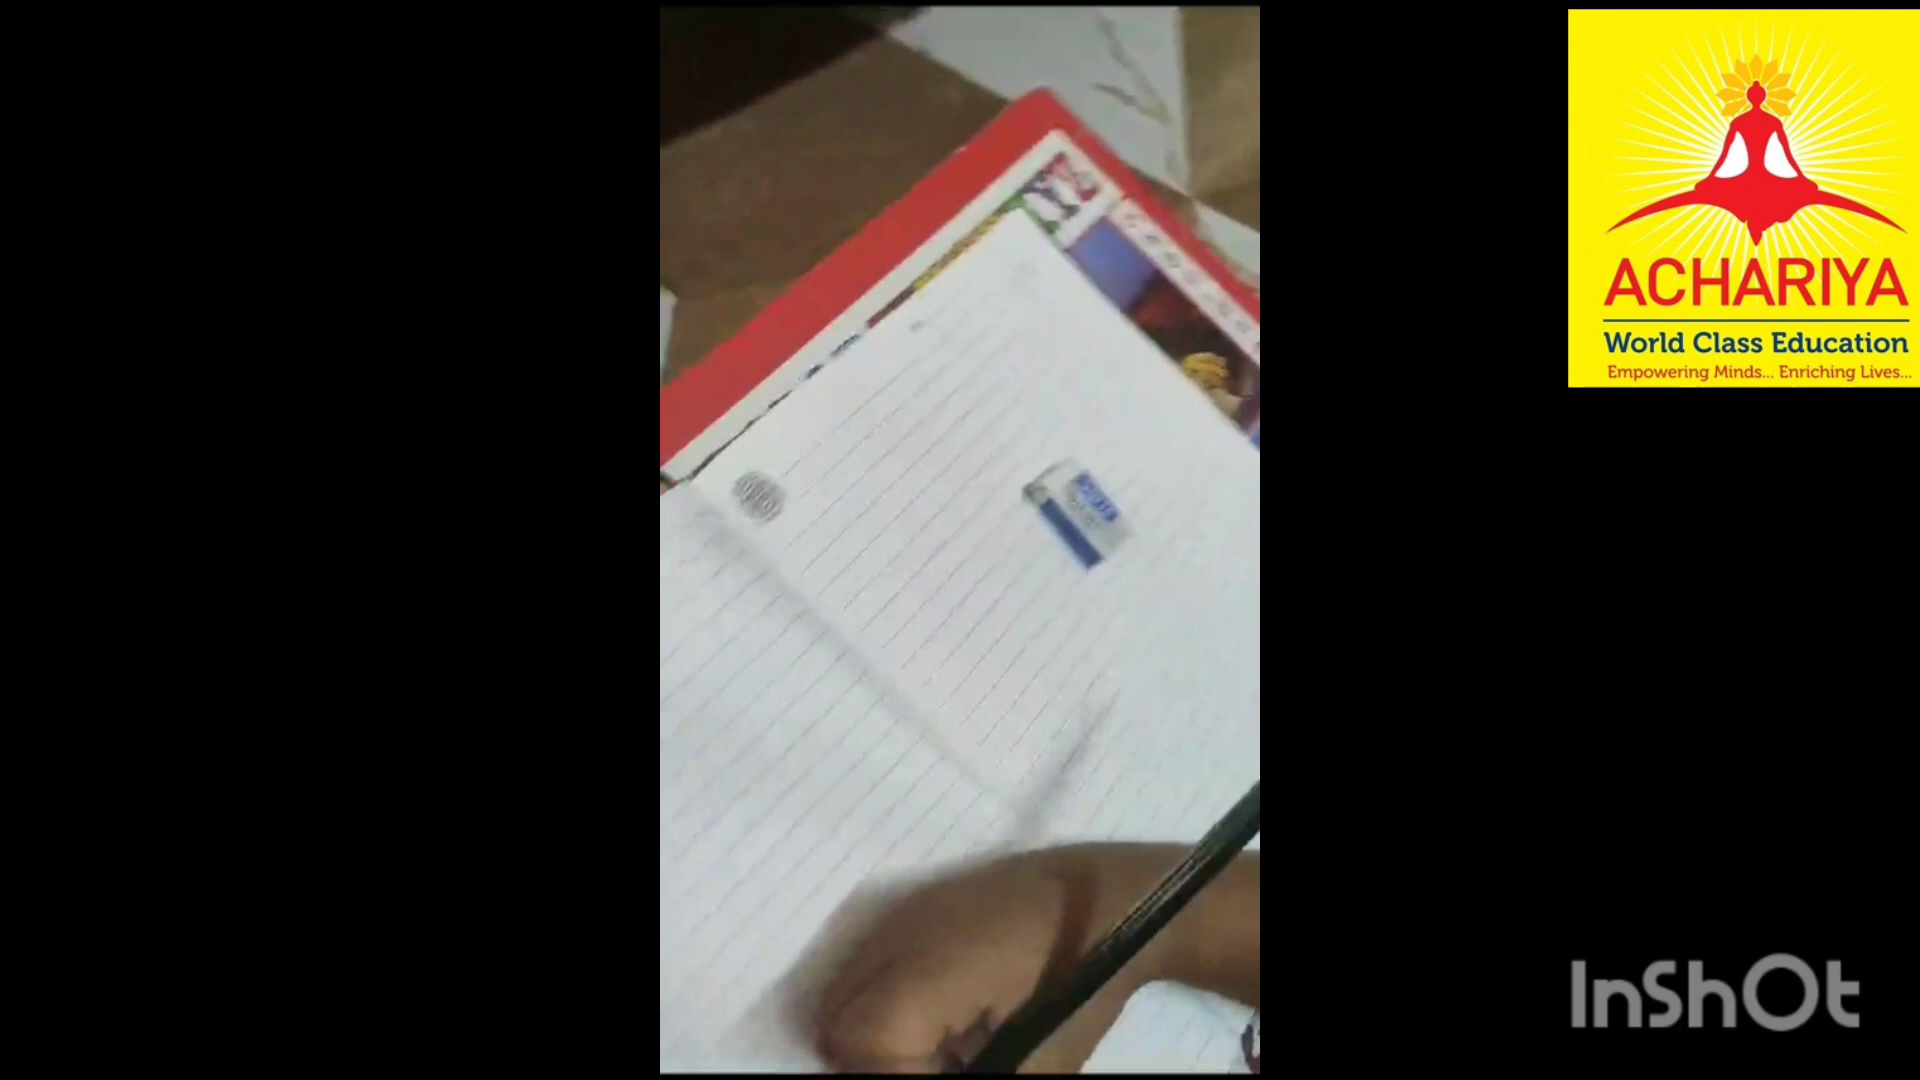 ACHARIYA
World Class Education
Empowering Minds... Enriching Lives...
InShOt